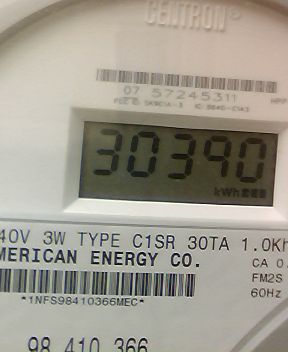 CENTRON®
07 57245311
30390
kWh
40V 3W TYPE C1SR 30TA 1.0Kh
MERICAN ENERGY CO.
CA 0.
FM2S
*1NFS98410366MEC*
60Hz
98 410 366